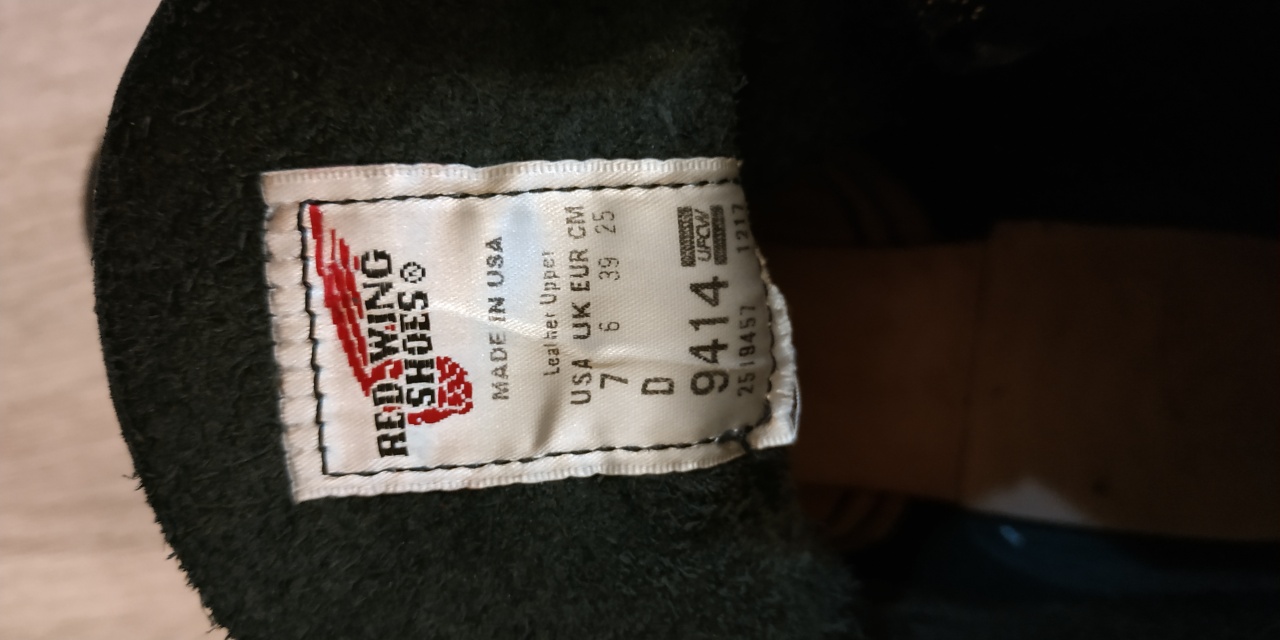 RED WING
SHOES®
MADE IN USA
Leather Upper
USA UK EUR CM
7 6 39 25
D
9414 UFCW
2519457 1217